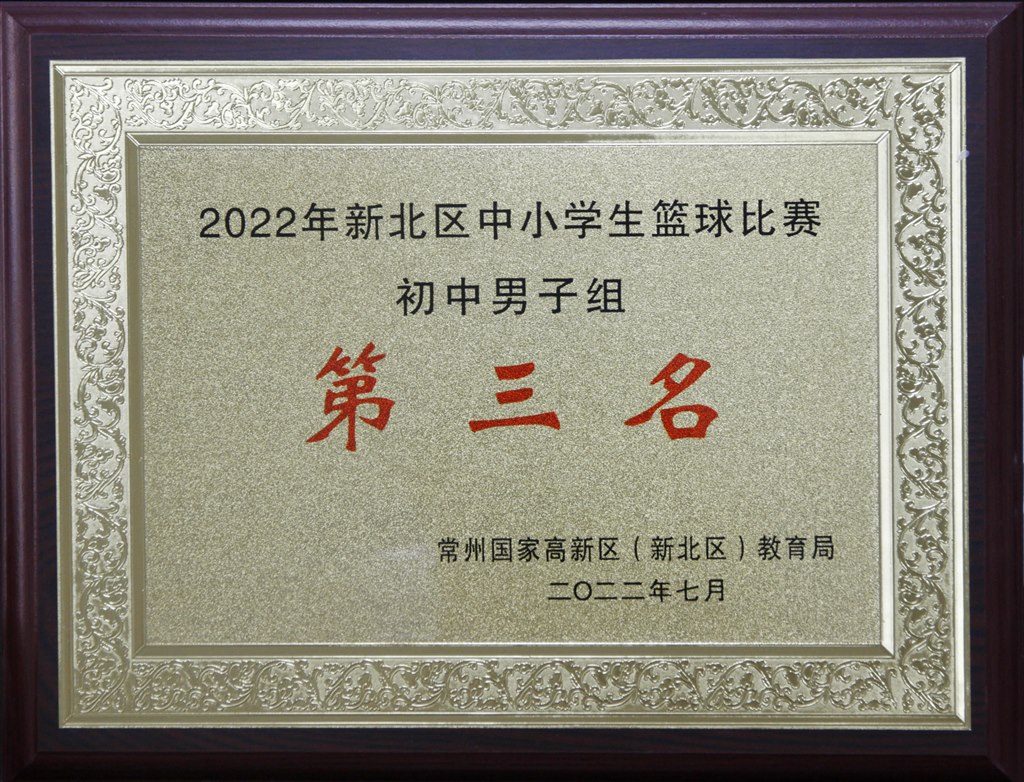 2022年新北区中小学生篮球比赛
初中男子组
第三名
常州国家高新区(新北区)教育局
二〇二二年七月